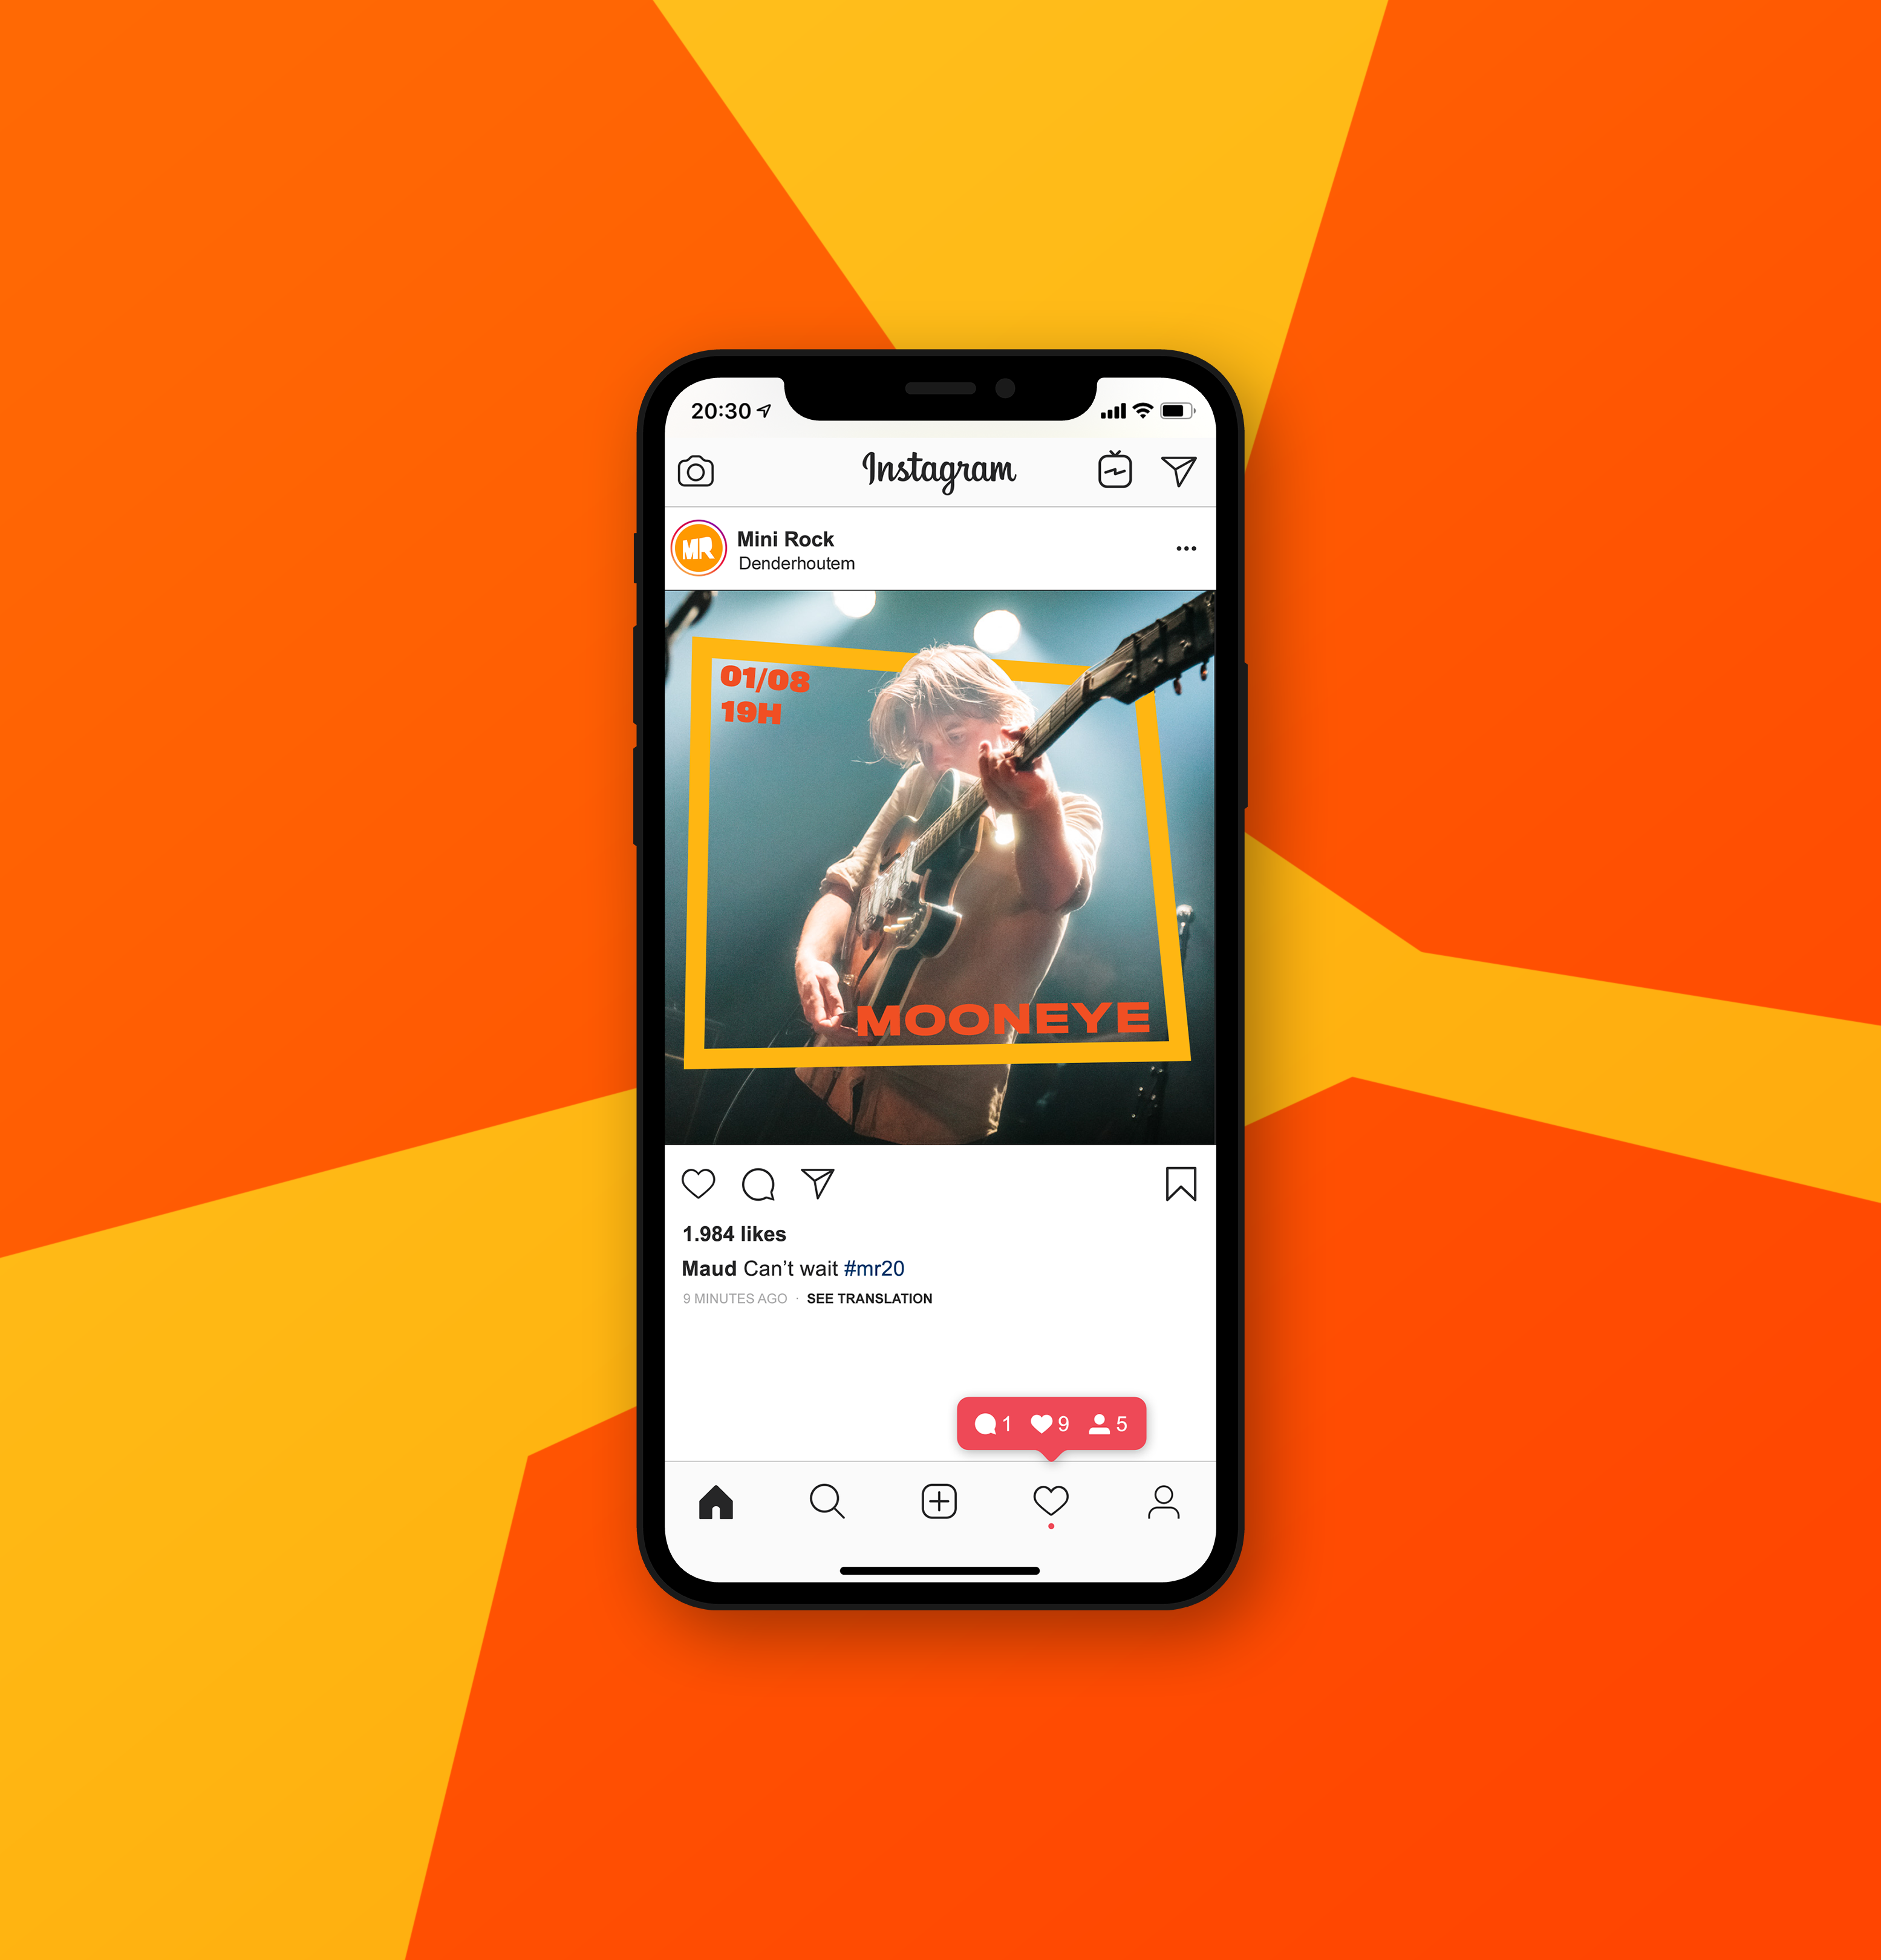 20:30
Instagram
MR
Mini Rock
Denderhoutem
01/08
19H
MOONEYE
1.984 likes
Maud Can’t wait #mr20
9 MINUTES AGO · SEE TRANSLATION
1 9 5